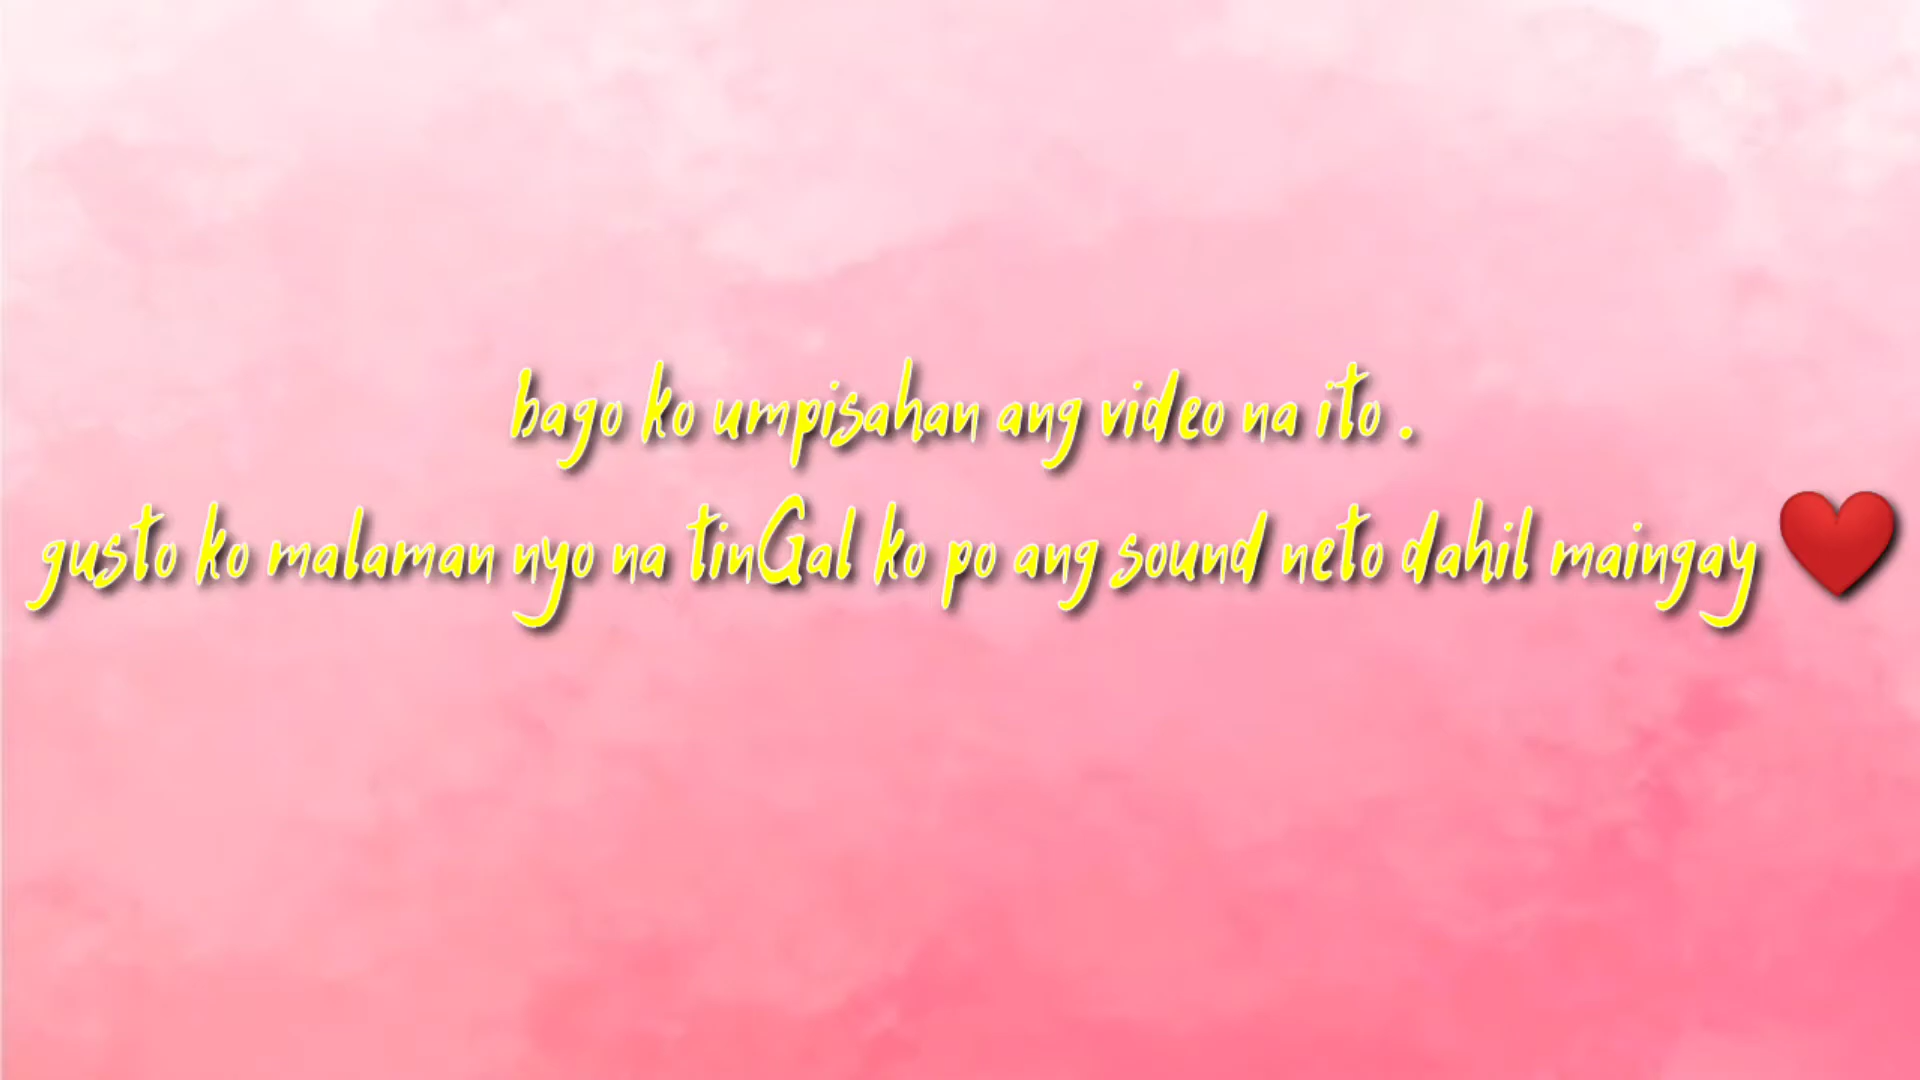 bago ko umpisahan ang video na ito .
gusto ko malaman nyo na tinGal ko po ang sound neto dahil maingay ❤️